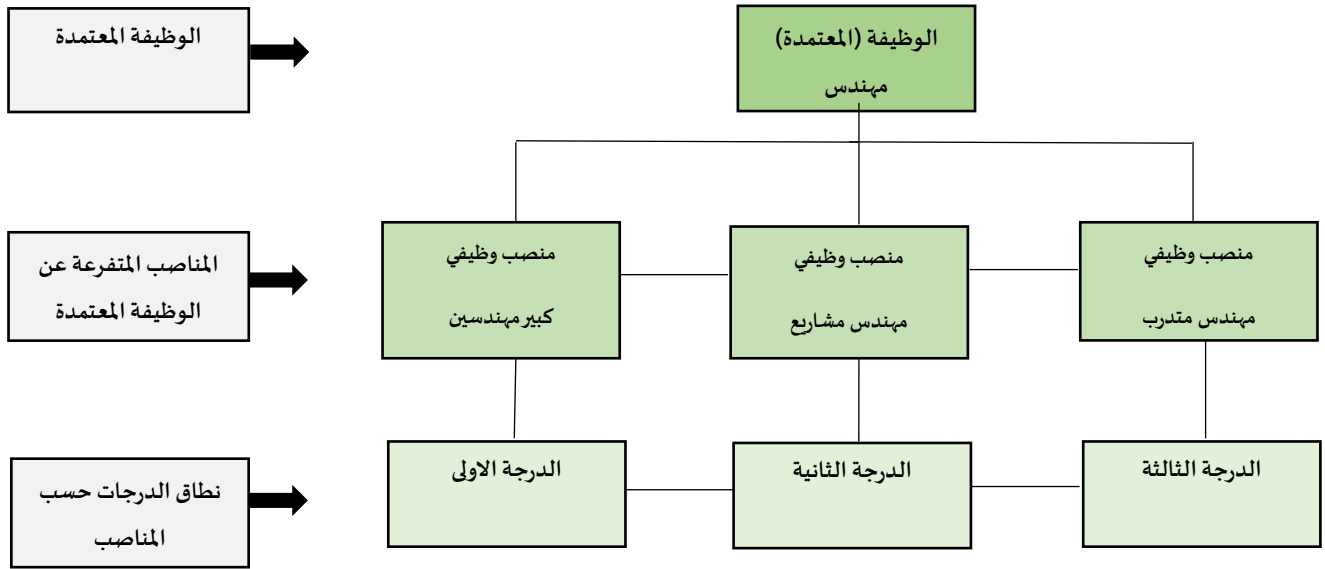 الوظيفة (المعتمدة)
مهندس
الوظيفة المعتمدة
منصب وظيفي
مهندس متدرب
منصب وظيفي
مهندس مشاريع
منصب وظيفي
كبير مهندسين
المناصب المتفرعة عن
الوظيفة المعتمدة
الدرجة الثالثة
الدرجة الثانية
الدرجة الاولى
نطاق الدرجات حسب
المناصب